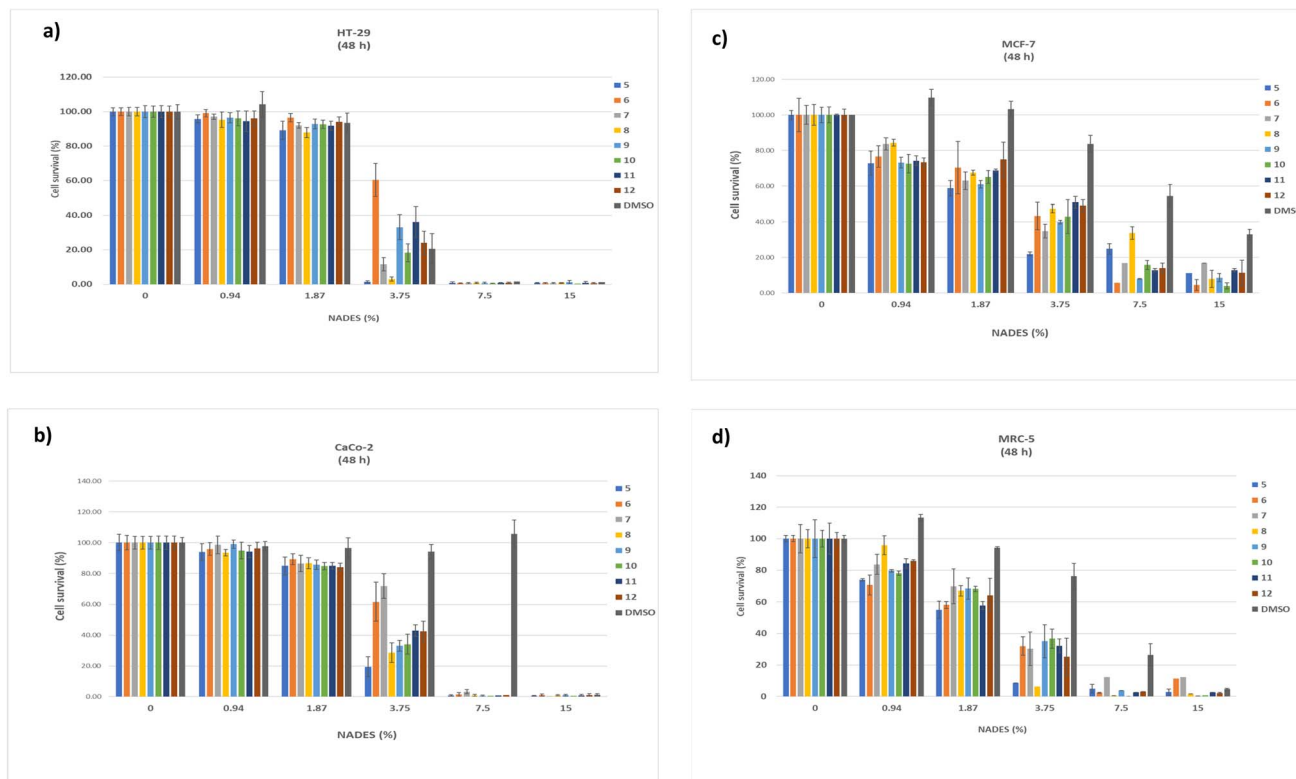 a)
HT-29
(48 h)
Cell survival (%)
120.00
100.00
80.00
60.00
40.00
20.00
0.00
0 0.94 1.87 3.75 7.5 15
NADES (%)
5
6
7
8
9
10
11
12
DMSO
b)
CaCo-2
(48 h)
Cell survival (%)
140.00
120.00
100.00
80.00
60.00
40.00
20.00
0.00
0 0.94 1.87 3.75 7.5 15
NADES (%)
5
6
7
8
9
10
11
12
DMSO
c)
MCF-7
(48 h)
Cell survival (%)
120.00
100.00
80.00
60.00
40.00
20.00
0.00
0 0.94 1.87 3.75 7.5 15
NADES (%)
5
6
7
8
9
10
11
12
DMSO
d)
MRC-5
(48 h)
Cell survival (%)
140
120
100
80
60
40
20
0
0 0.94 1.87 3.75 7.5 15
NADES (%)
5
6
7
8
9
10
11
12
DMSO